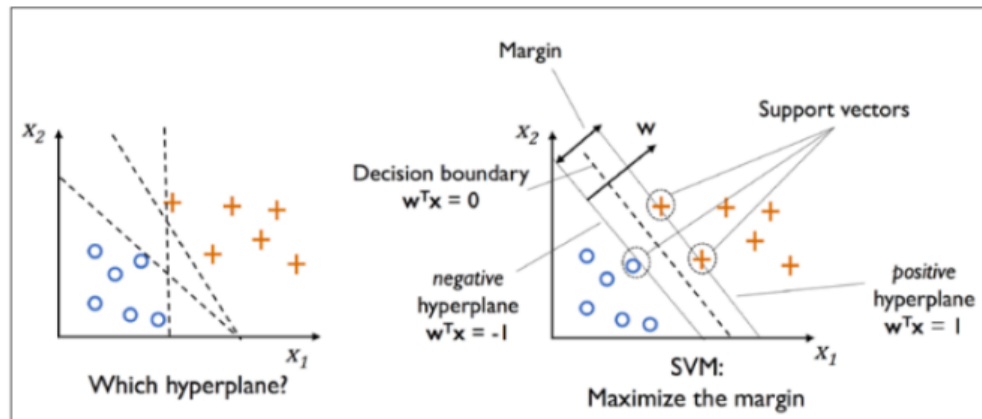 x₂
x₁
Which hyperplane?
Margin
x₂
w
Support vectors
Decision boundary
wᵀx = 0
negative
hyperplane
wᵀx = -1
positive
hyperplane
wᵀx = 1
x₁
SVM:
Maximize the margin